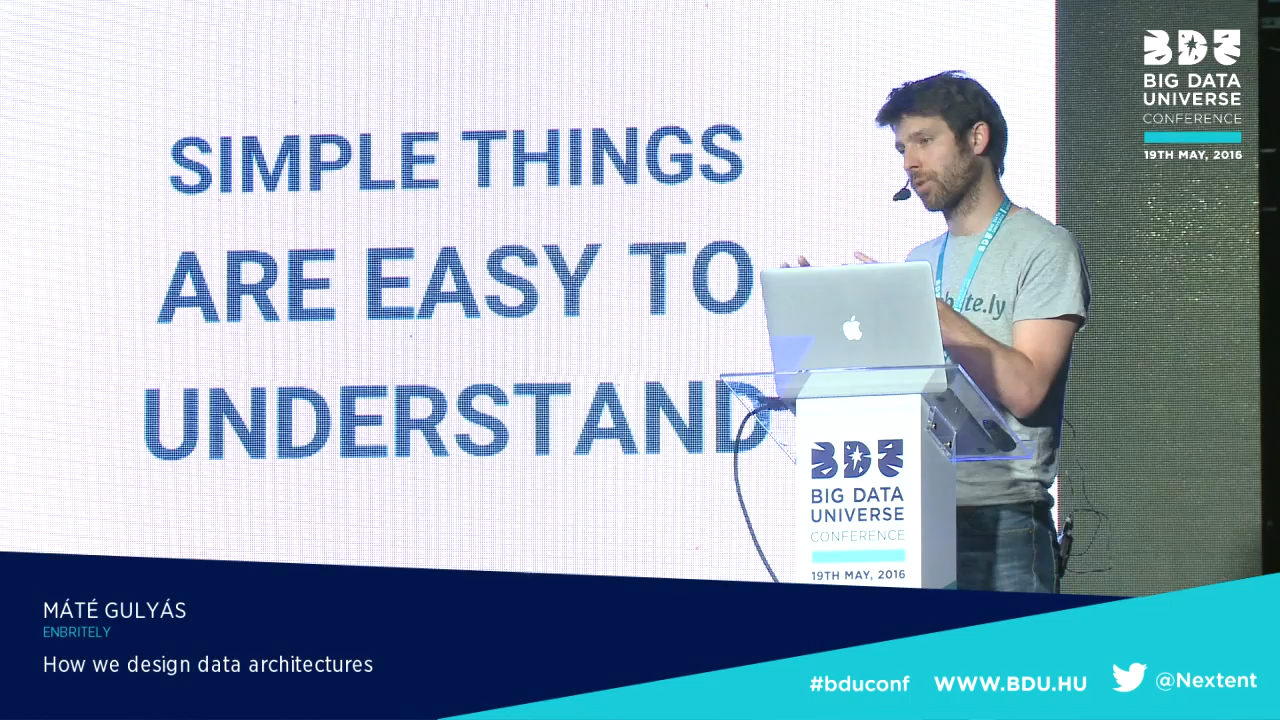 SIMPLE THINGS
ARE EASY TO
UNDERSTAND
BDU
BIG DATA
UNIVERSE
CONFERENCE
19TH MAY, 2016
BDU
BIG DATA
UNIVERSE
CONFERENCE
19TH MAY, 2016
MÁTÉ GULYÁS
ENBRITELY
How we design data architectures
#bduconf
WWW.BDU.HU
@Nextent